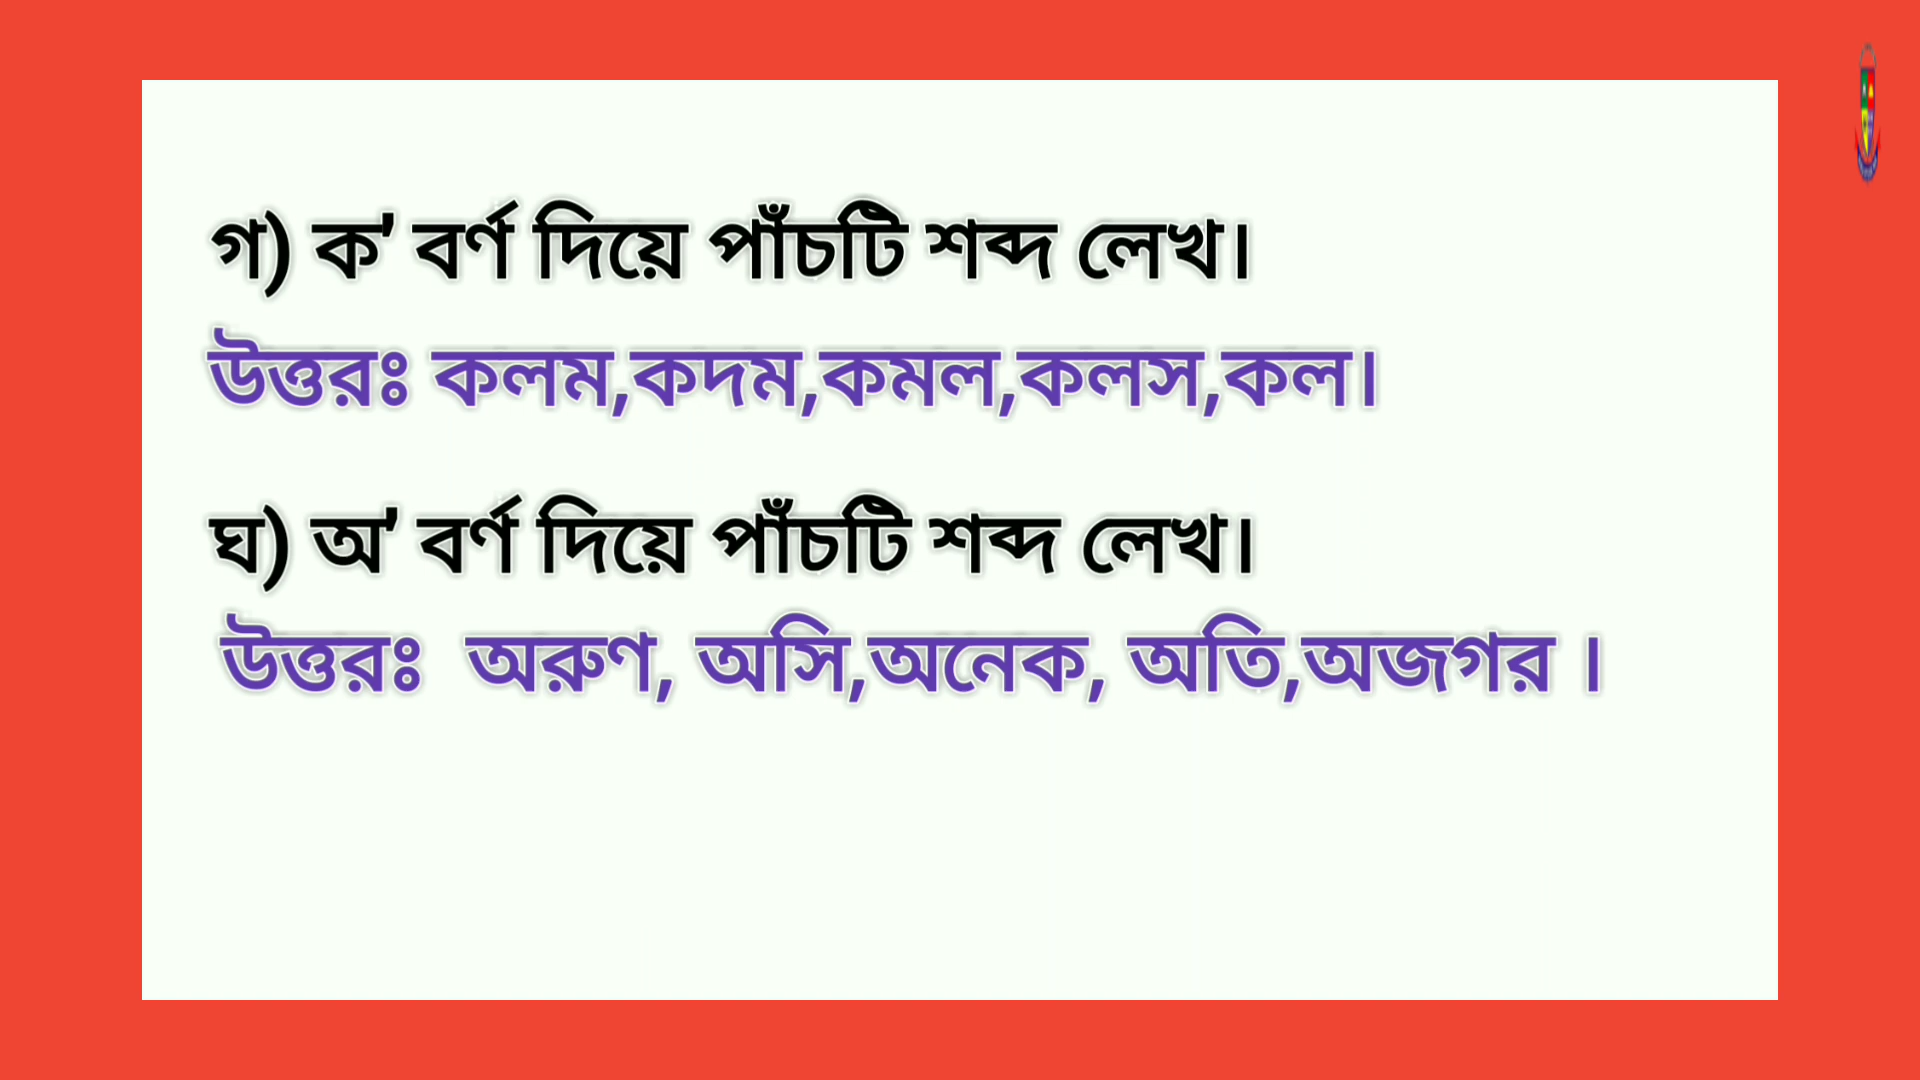 গ) ক' বর্ণ দিয়ে পাঁচটি শব্দ লেখ।
উত্তরঃ কলম,কদম,কমল,কলস,কল।
ঘ) অ' বর্ণ দিয়ে পাঁচটি শব্দ লেখ।
উত্তরঃ অরুণ, অসি,অনেক, অতি,অজগর ।